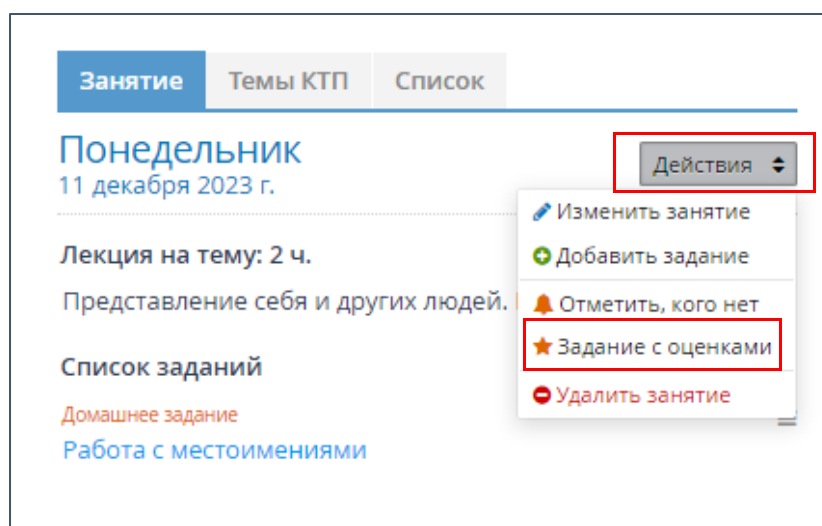 Занятие Темы КТП Список
Понедельник
Действия
11 декабря 2023 г.
Изменить занятие
Лекция на тему: 2 ч.
Добавить задание
Представление себя и других людей.
Отметить, кого нет
Задание с оценками
Список заданий
Удалить занятие
Домашнее задание
Работа с местоимениями